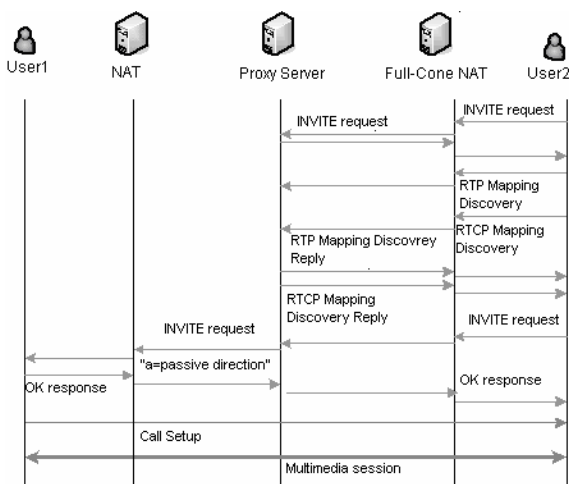 User1
NAT
Proxy Server
Full-Cone NAT
User2
INVITE request
INVITE request
RTP Mapping
Discovery
RTCP Mapping
Discovery
RTP Mapping Discovrey
Reply
RTCP Mapping
Discovery Reply
INVITE request
INVITE request
"a=passive direction"
OK response
OK response
Call Setup
Multimedia session